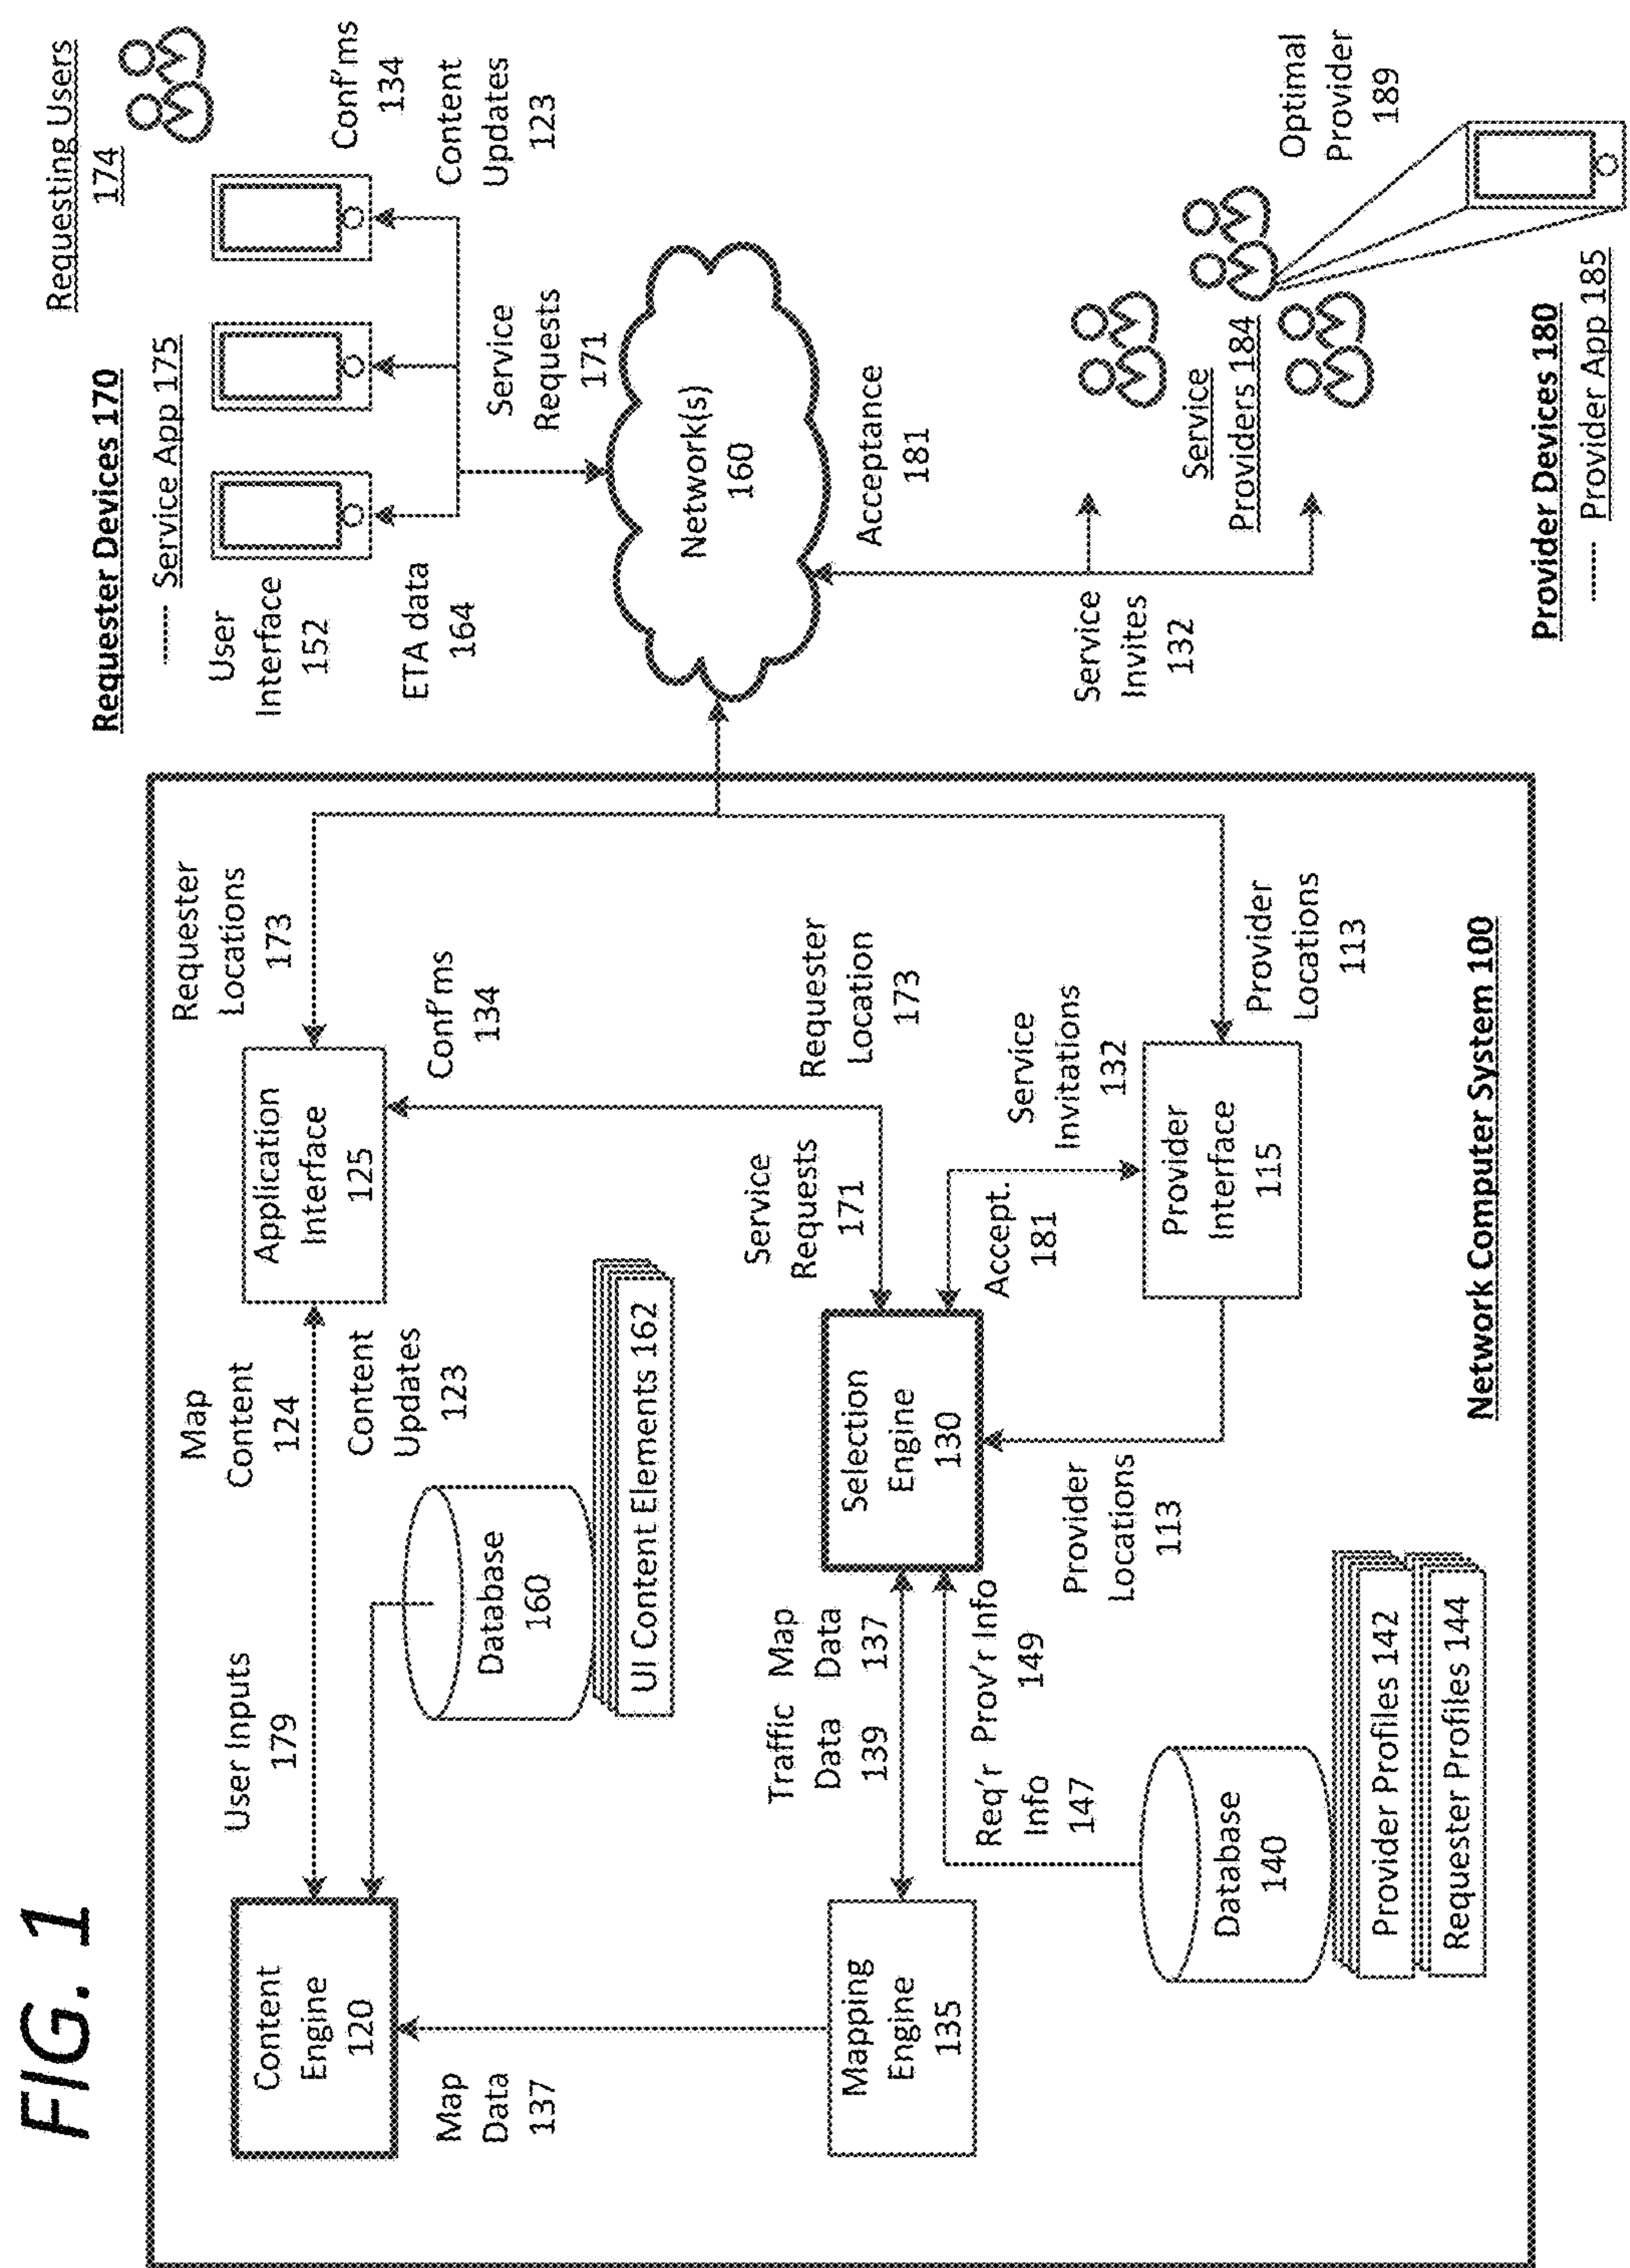 FIG. 1
Content
Engine
120
User Inputs
179
Map
Content
124
Content
Updates
123
Application
Interface
125
Requester
Locations
173
Conf'ms
134
Map
Data
137
Database
160
UI Content Elements 162
Mapping
Engine
135
Traffic
Data
139
Map
Data
137
Req'r
Info
147
Prov'r Info
149
Database
140
Provider Profiles 142
Requester Profiles 144
Selection
Engine
130
Service
Requests
171
Requester
Location
173
Accept.
181
Service
Invitations
132
Provider
Locations
113
Provider
Interface
115
Provider
Locations
113
Network Computer System 100
Requester Devices 170
Service App 175
Requesting Users
174
User
Interface
152
ETA data
164
Service
Requests
171
Conf'ms
134
Content
Updates
123
Network(s)
160
Acceptance
181
Service
Invites
132
Service
Providers 184
Optimal
Provider
189
Provider Devices 180
Provider App 185